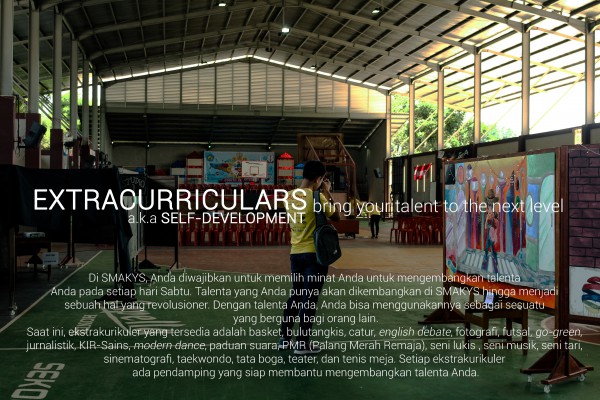 EXTRAOURRICULARS bring your talent to the next level
a.k.a SELF-DEVELOPMENT
Di SMAKYS, Anda diwajibkan untuk memilih minat Anda untuk mengembangkan talenta
Anda pada setiap hari Sabtu. Talenta yang Anda punya akan dikembangkan di SMAKYS hingga menjadi
sebuah hal yang revolusioner. Dengan talenta Anda, Anda bisa menggunakannya sebagai sesuatu
yang berguna bagi orang lain.
Saat ini, ekstrakurikuler yang tersedia adalah basket, bulutangkis, catur, english debate, fotografi, futsal, go-green,
jurnalistik, KIR-Sains, modern dance, paduan suara, PMR (Palang Merah Remaja), seni lukis , seni musik, seni tari,
sinematografi, taekwondo, tata boga, teater, dan tenis meja. Setiap ekstrakurikuler
ada pendamping yang siap membantu mengembangkan talenta Anda.
SEKO